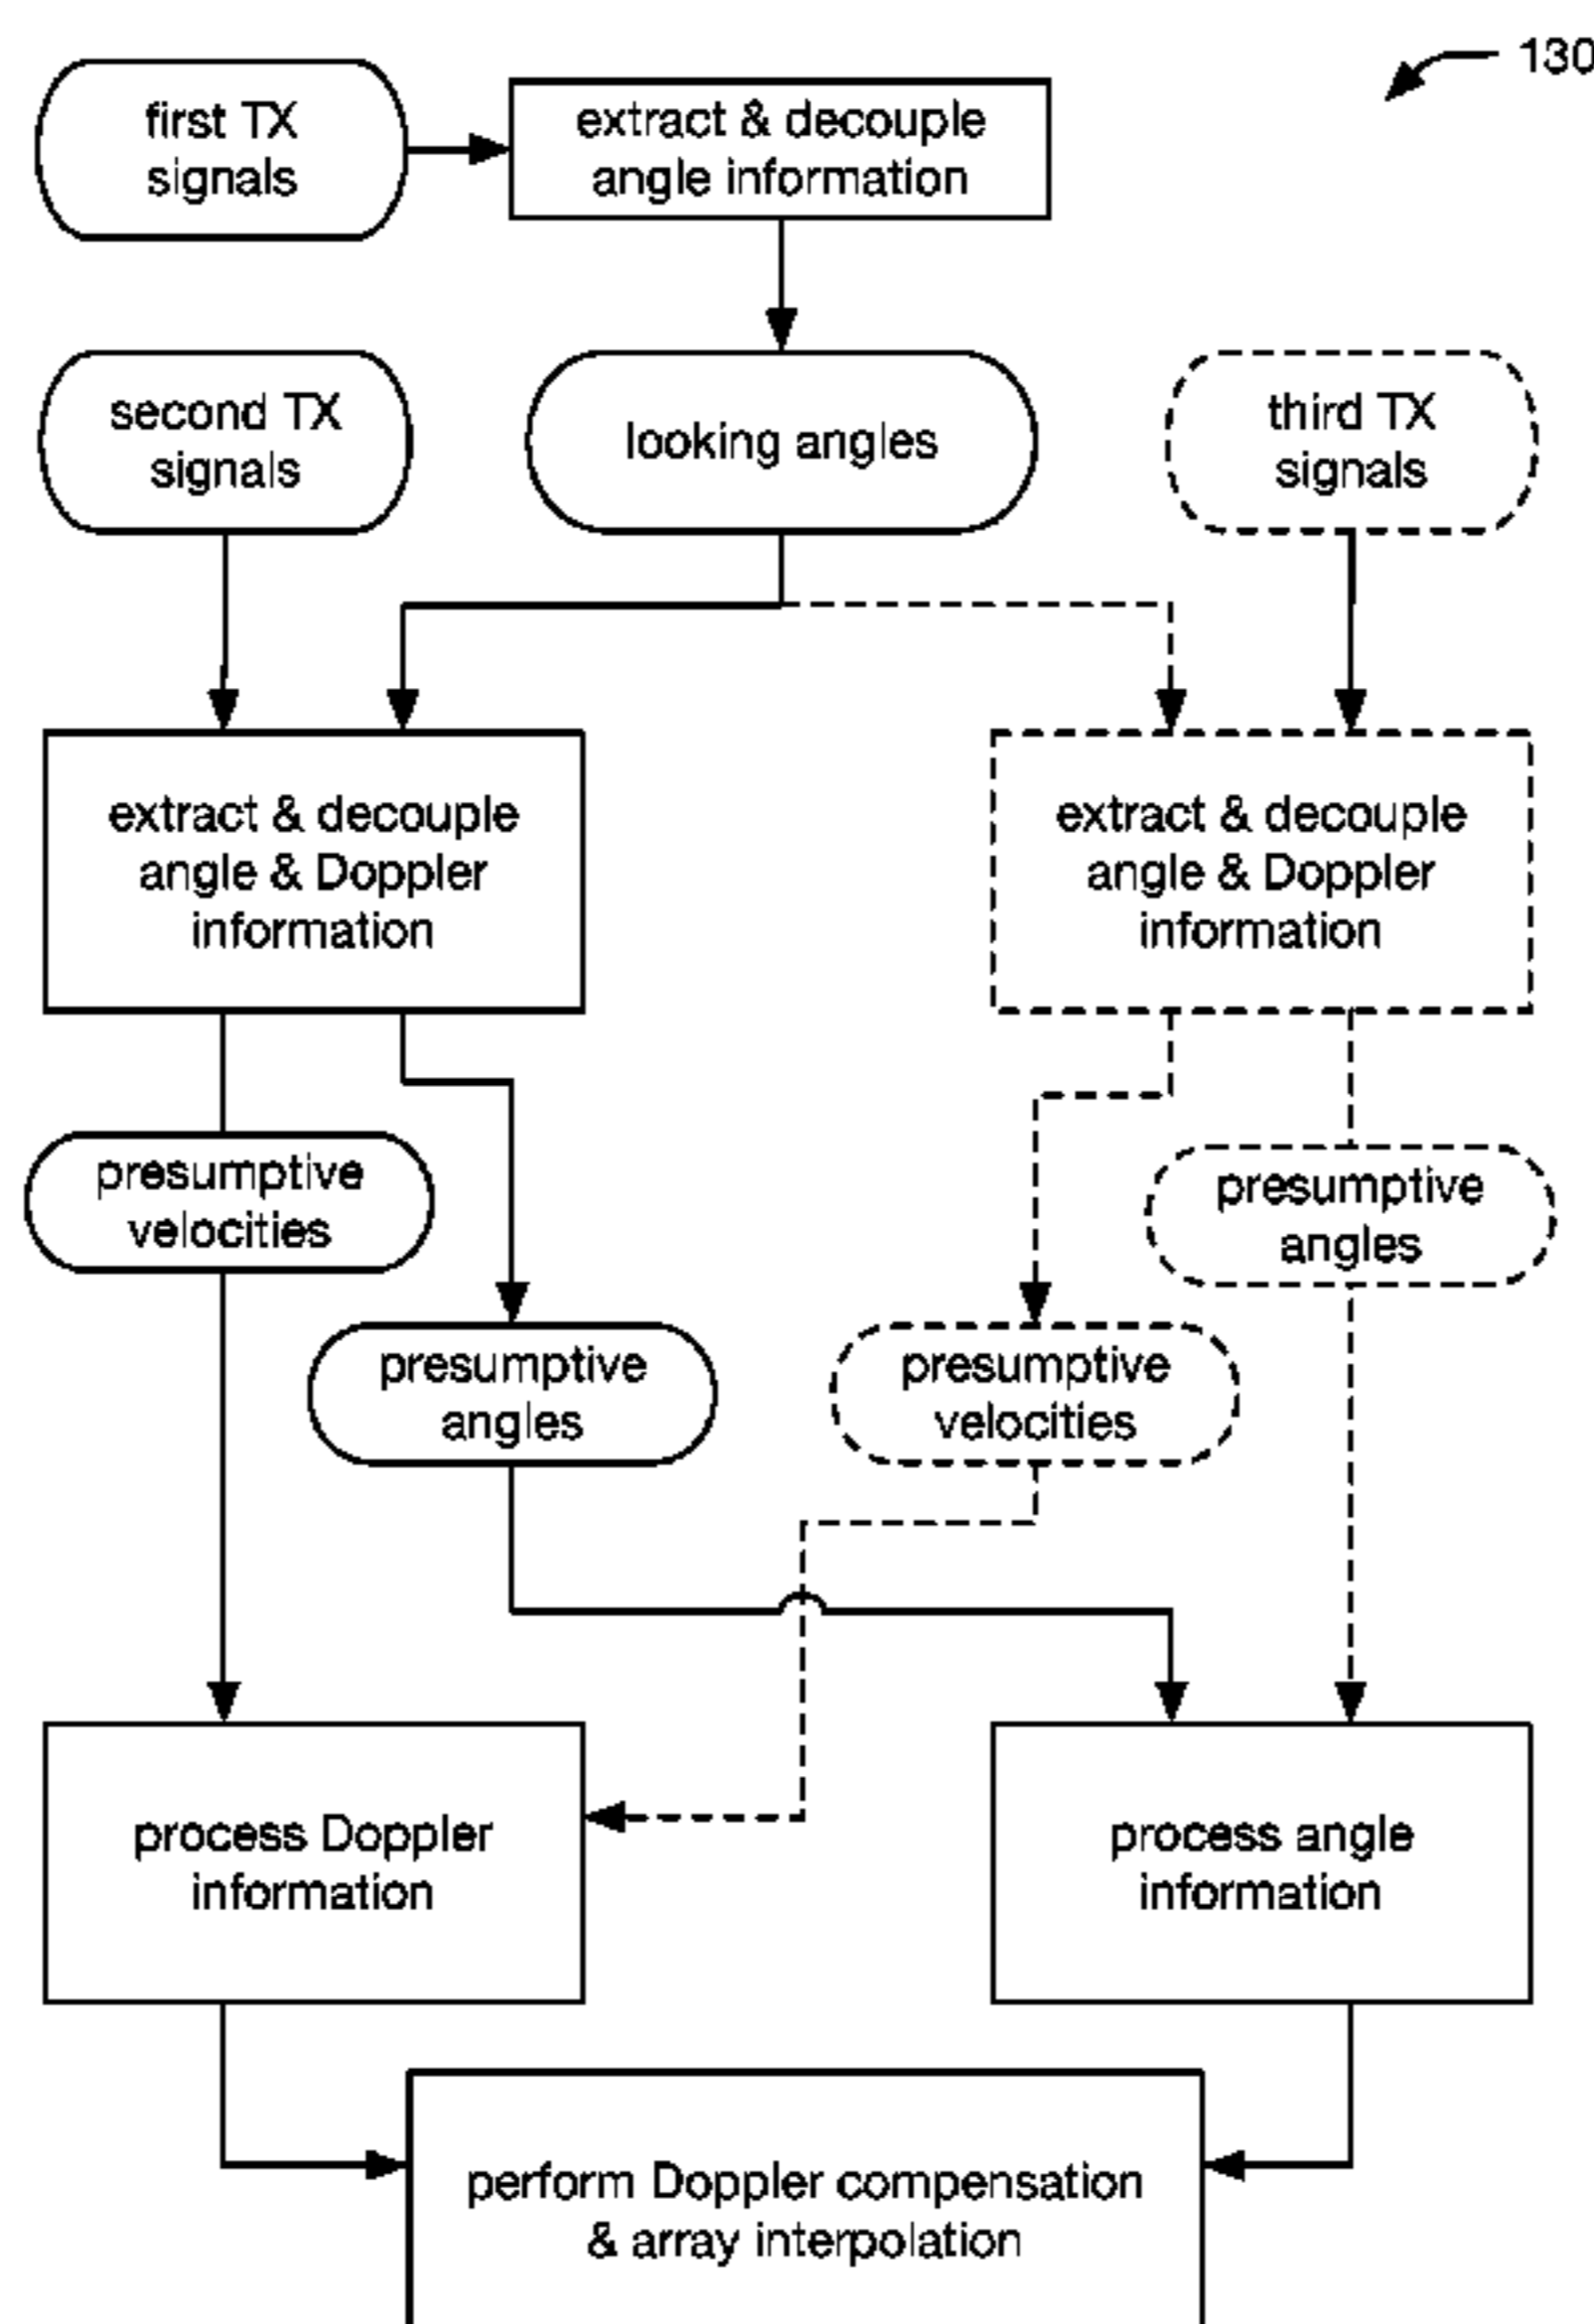 130
first TX
signals
extract & decouple
angle information
second TX
signals
looking angles
third TX
signals
extract & decouple
angle & Doppler
information
extract & decouple
angle & Doppler
information
presumptive
velocities
presumptive
angles
presumptive
angles
presumptive
velocities
process Doppler
information
process angle
information
perform Doppler compensation
& array interpolation